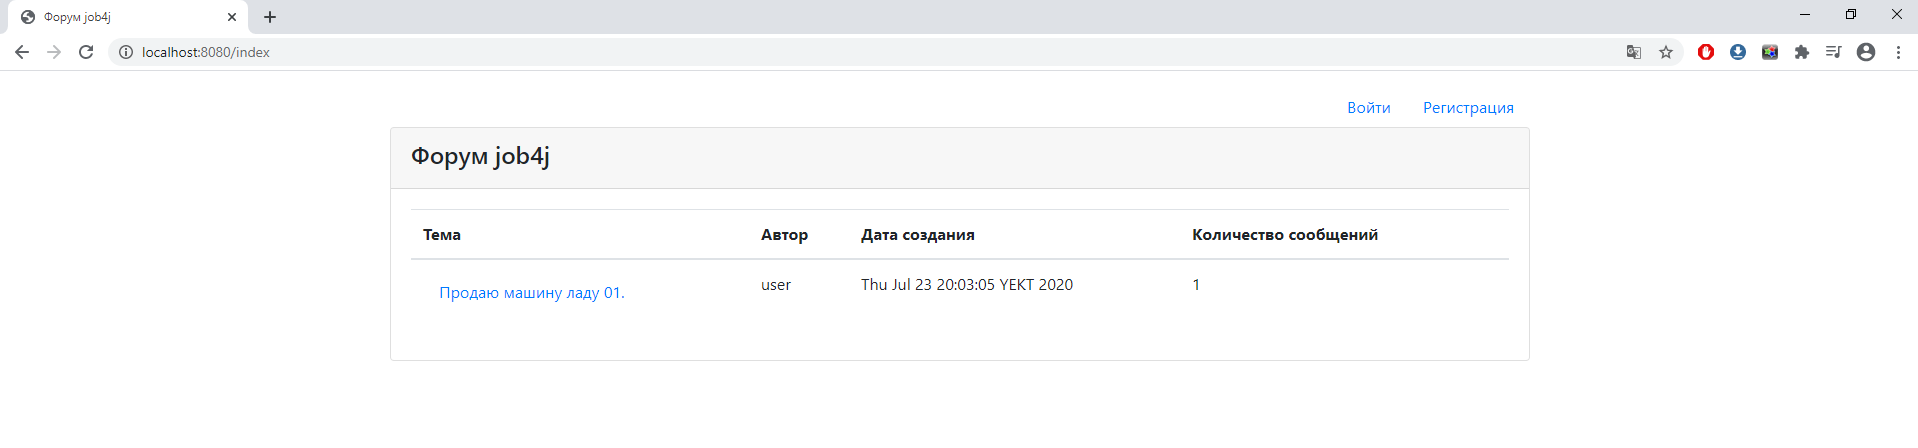 Форум job4j
localhost:8080/index
Войти Регистрация
Форум job4j
Тема Автор Дата создания Количество сообщений
Продаю машину ладу 01. user Thu Jul 23 20:03:05 YEKT 2020 1